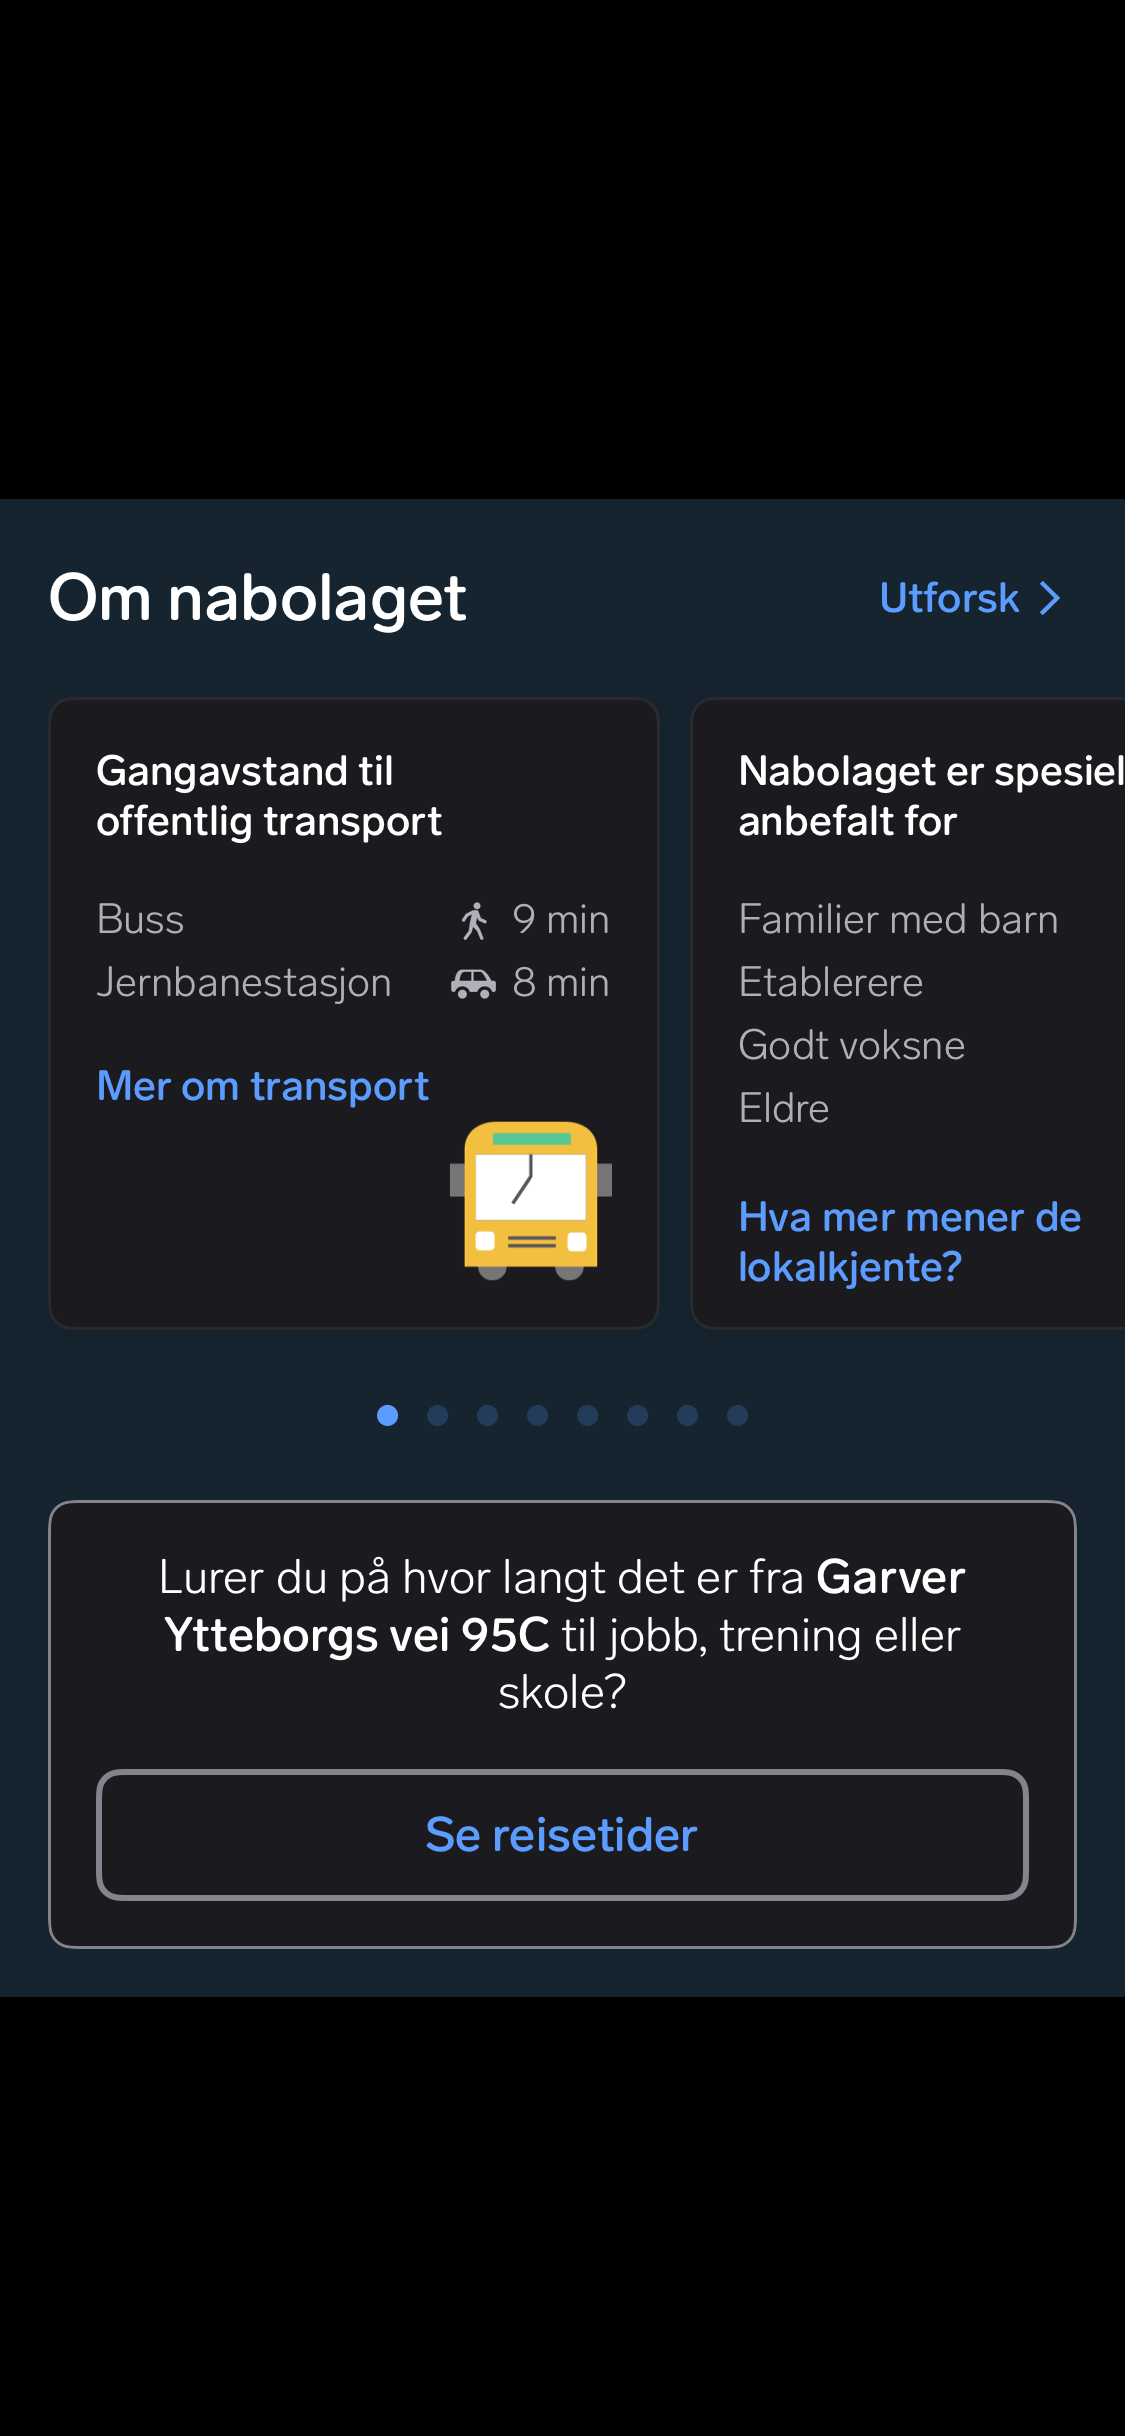 Om nabolaget
Utforsk
Gangavstand til
offentlig transport
Buss 9 min
Jernbanestasjon 8 min
Mer om transport
Nabolaget er spesiel
anbefalt for
Familier med barn
Etablerere
Godt voksne
Eldre
Hva mer mener de
lokalkjente?
Lurer du på hvor langt det er fra Garver
Ytteborgs vei 95C til jobb, trening eller
skole?
Se reisetider